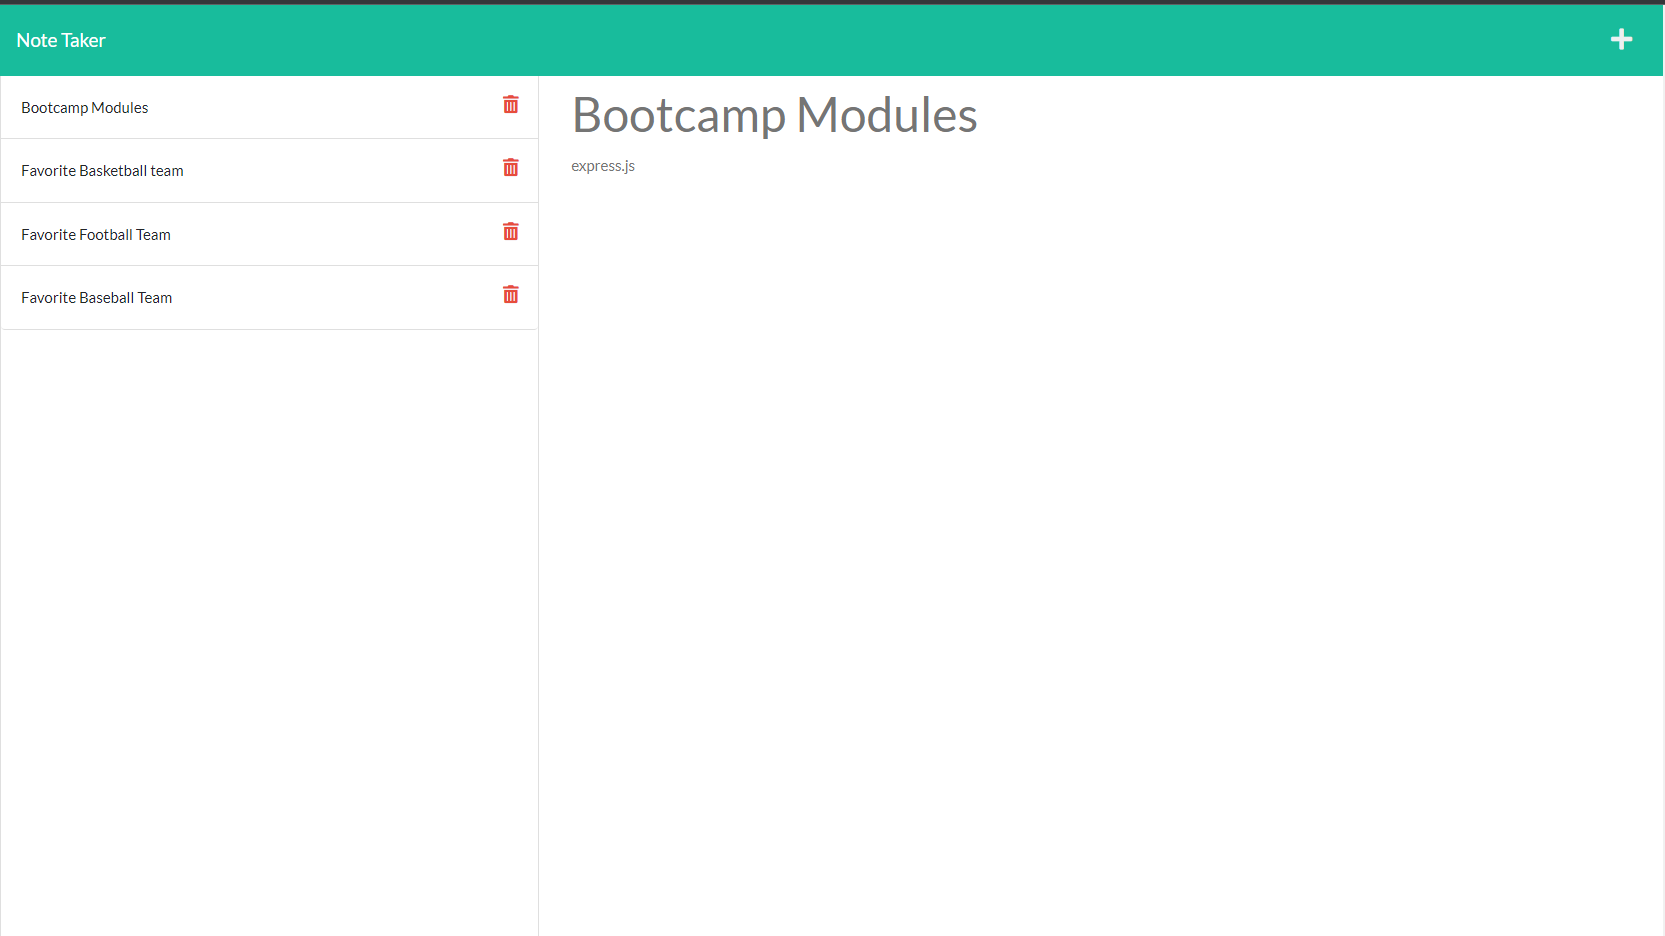 Note Taker
Bootcamp Modules
Favorite Basketball team
Favorite Football Team
Favorite Baseball Team
Bootcamp Modules
express.js